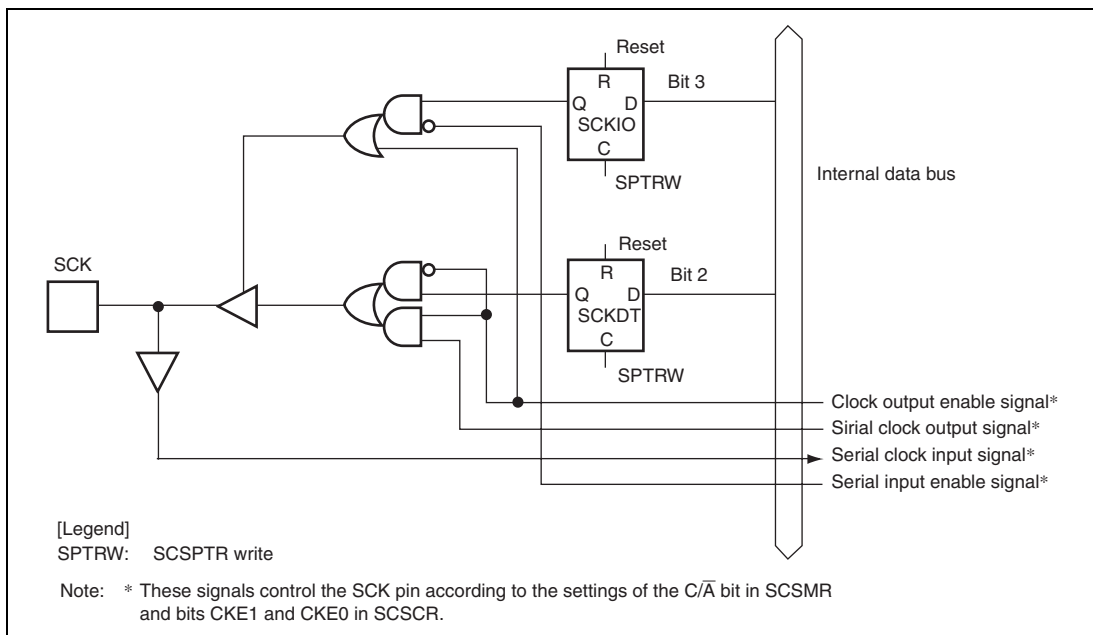 Reset
R
Bit 3
Q D
SCKIO
C
SPTRW
Internal data bus
Reset
SCK
R
Bit 2
Q D
SCKDT
C
SPTRW
Clock output enable signal*
Sirial clock output signal*
Serial clock input signal*
Serial input enable signal*
[Legend]
SPTRW: SCSPTR write
Note: * These signals control the SCK pin according to the settings of the C/A̅ bit in SCSMR
and bits CKE1 and CKE0 in SCSCR.